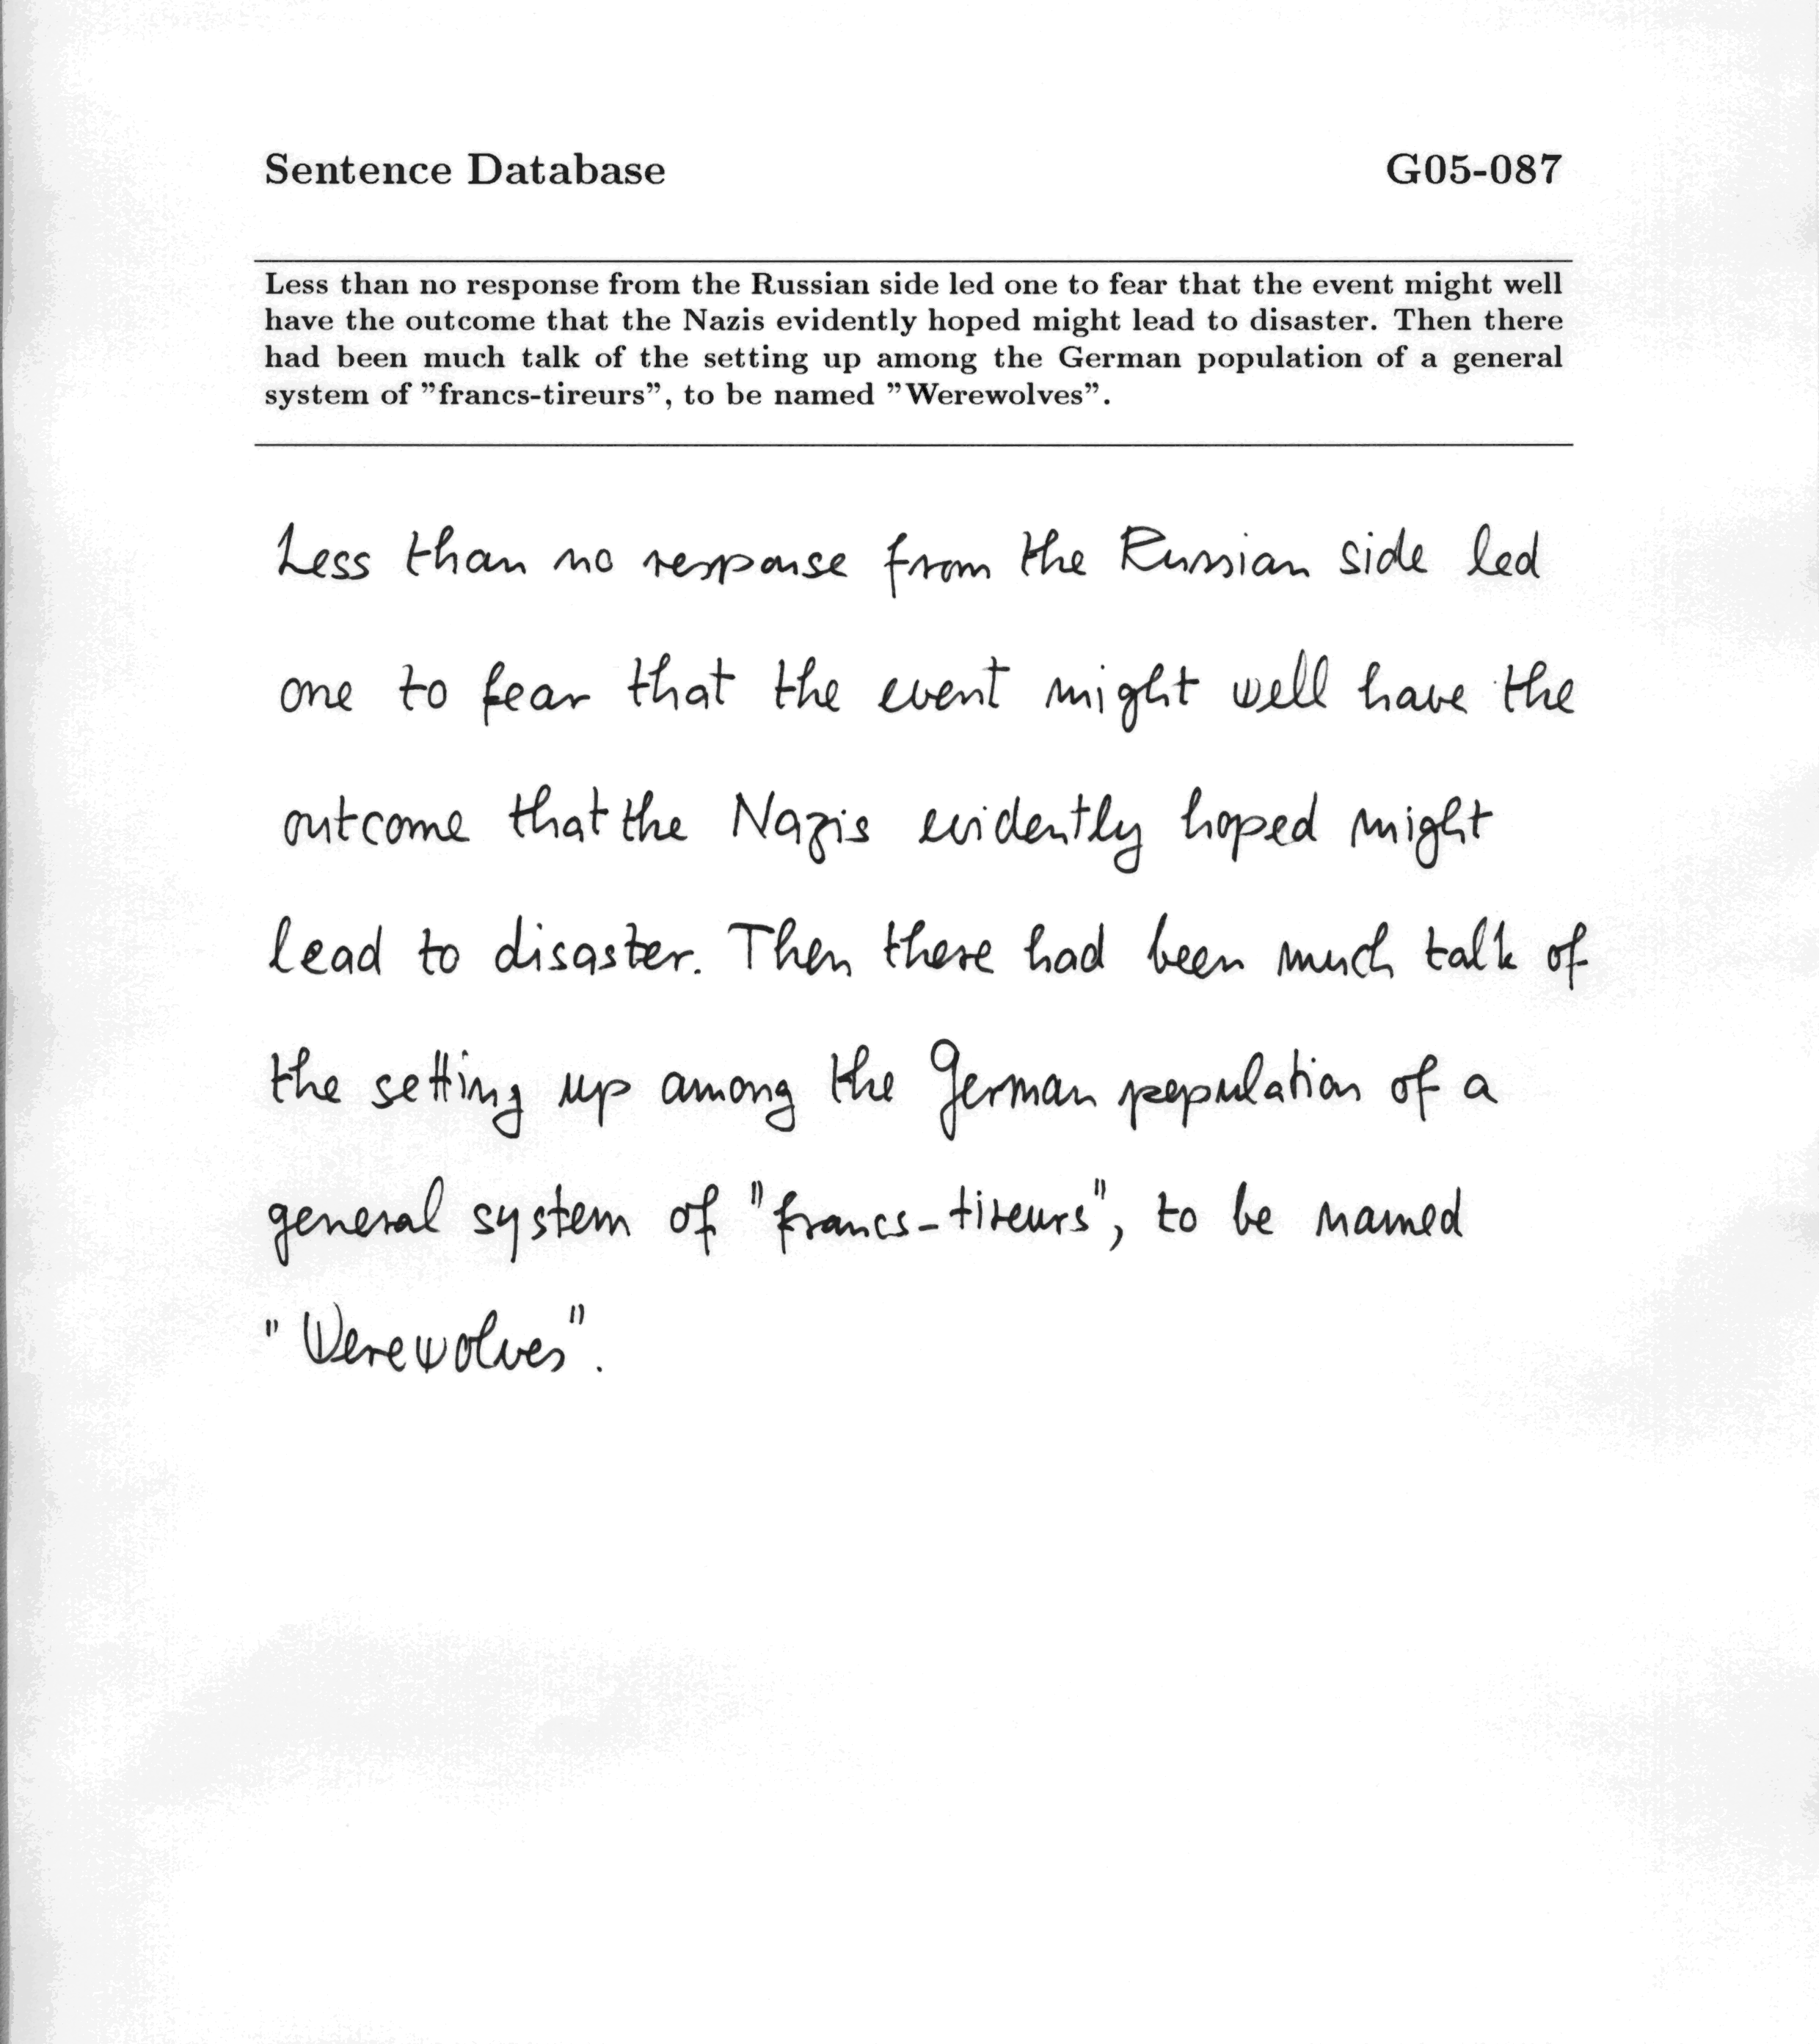 Sentence Database G05-087
Less than no response from the Russian side led one to fear that the event might well
have the outcome that the Nazis evidently hoped might lead to disaster. Then there
had been much talk of the setting up among the German population of a general
system of "francs-tireurs", to be named "Werewolves".
Less than no response from the Russian side led
one to fear that the event might well have the
outcome that the Nazis evidently hoped might
lead to disaster. Then there had been much talk of
the setting up among the German population of a
general system of "francs-tireurs", to be named
"Werewolves".